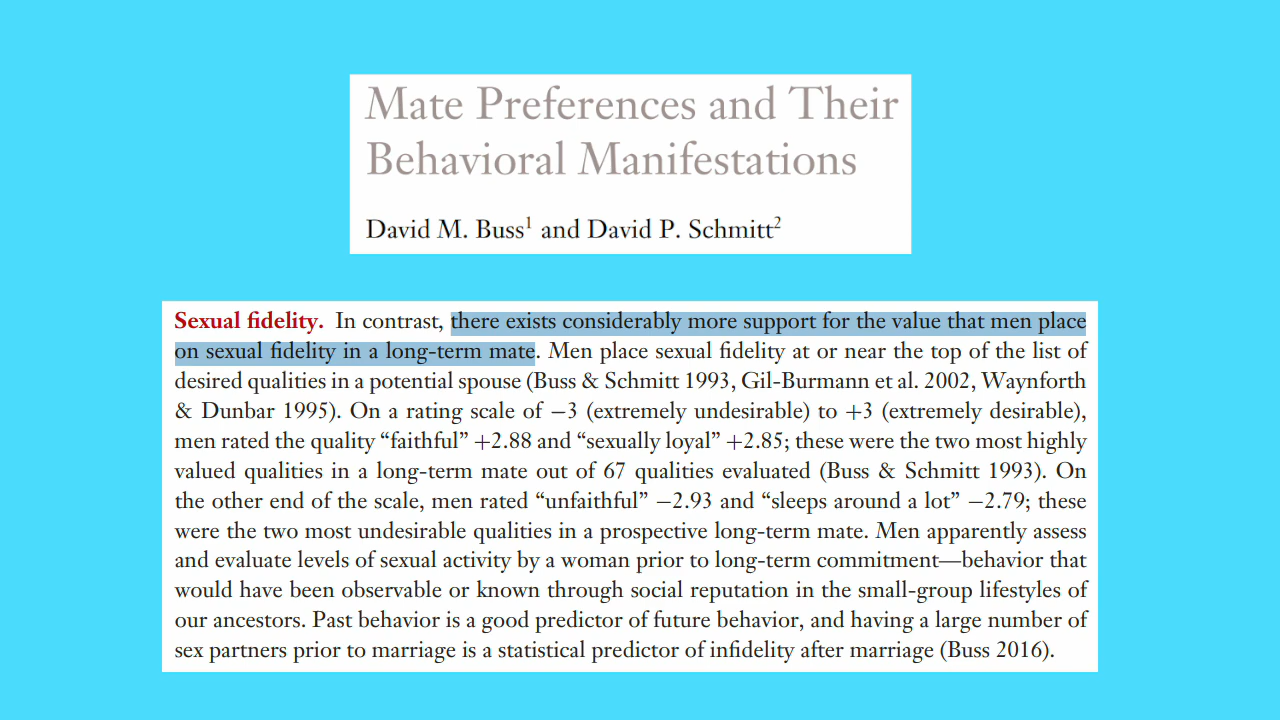 Mate Preferences and Their
Behavioral Manifestations
David M. Buss¹ and David P. Schmitt²
Sexual fidelity. In contrast, there exists considerably more support for the value that men place
on sexual fidelity in a long-term mate. Men place sexual fidelity at or near the top of the list of
desired qualities in a potential spouse (Buss & Schmitt 1993, Gil-Burmann et al. 2002, Waynforth
& Dunbar 1995). On a rating scale of −3 (extremely undesirable) to +3 (extremely desirable),
men rated the quality “faithful” +2.88 and “sexually loyal” +2.85; these were the two most highly
valued qualities in a long-term mate out of 67 qualities evaluated (Buss & Schmitt 1993). On
the other end of the scale, men rated “unfaithful” −2.93 and “sleeps around a lot” −2.79; these
were the two most undesirable qualities in a prospective long-term mate. Men apparently assess
and evaluate levels of sexual activity by a woman prior to long-term commitment—behavior that
would have been observable or known through social reputation in the small-group lifestyles of
our ancestors. Past behavior is a good predictor of future behavior, and having a large number of
sex partners prior to marriage is a statistical predictor of infidelity after marriage (Buss 2016).